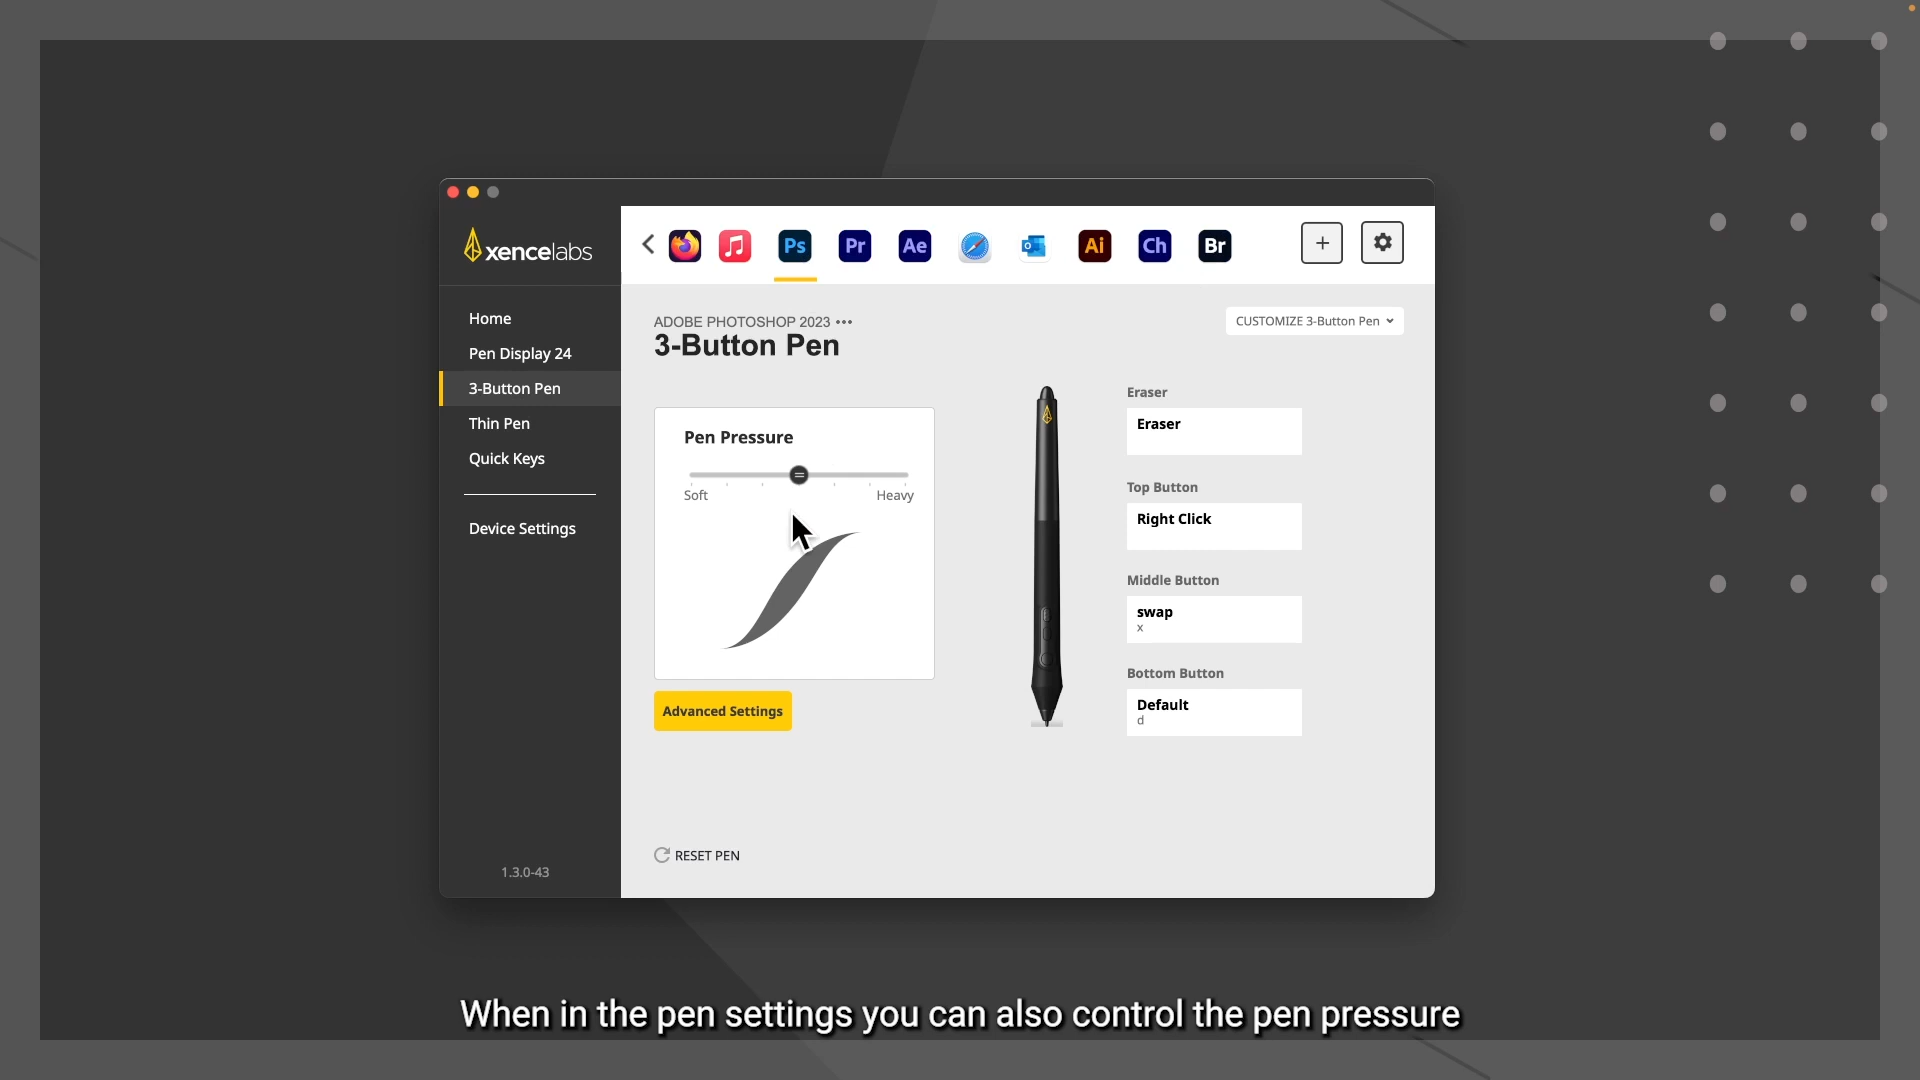 xencelabs
Home
Pen Display 24
3-Button Pen
Thin Pen
Quick Keys
Device Settings
1.3.0-43
Ps
Pr
Ae
Ai
Ch
Br
ADOBE PHOTOSHOP 2023 •••
3-Button Pen
CUSTOMIZE 3-Button Pen
Pen Pressure
Soft
Heavy
Advanced Settings
Eraser
Eraser
Top Button
Right Click
Middle Button
swap
x
Bottom Button
Default
d
RESET PEN
When in the pen settings you can also control the pen pressure